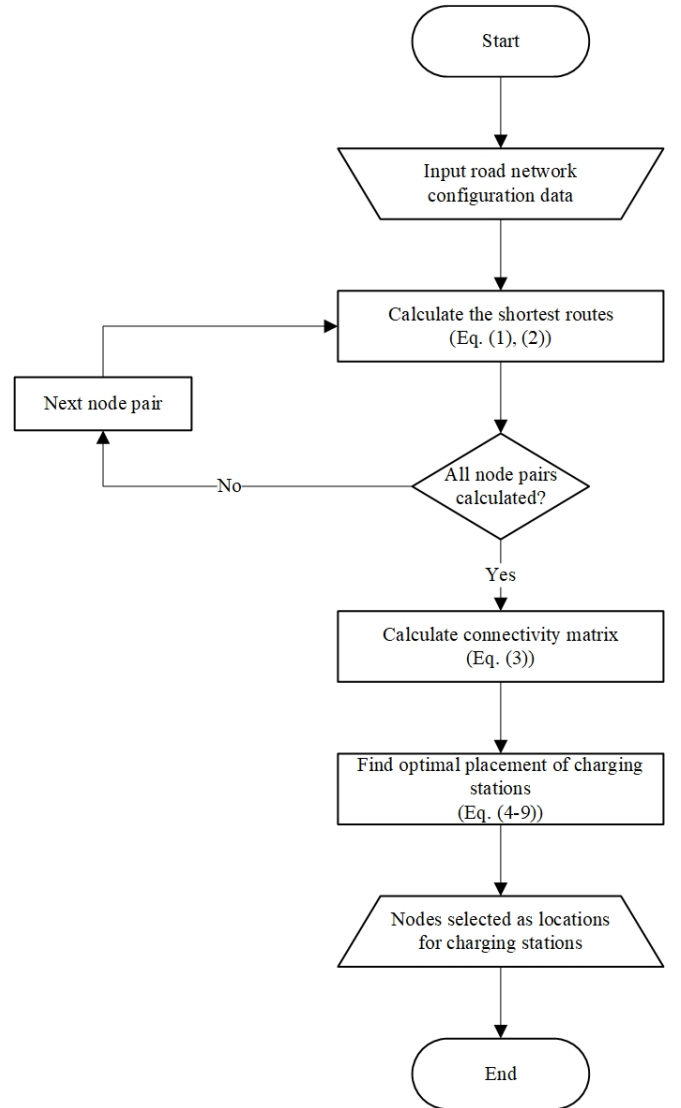 Start
Input road network
configuration data
Calculate the shortest routes
(Eq. (1), (2))
Next node pair
All node pairs
calculated?
No
Yes
Calculate connectivity matrix
(Eq. (3))
Find optimal placement of charging
stations
(Eq. (4-9))
Nodes selected as locations
for charging stations
End